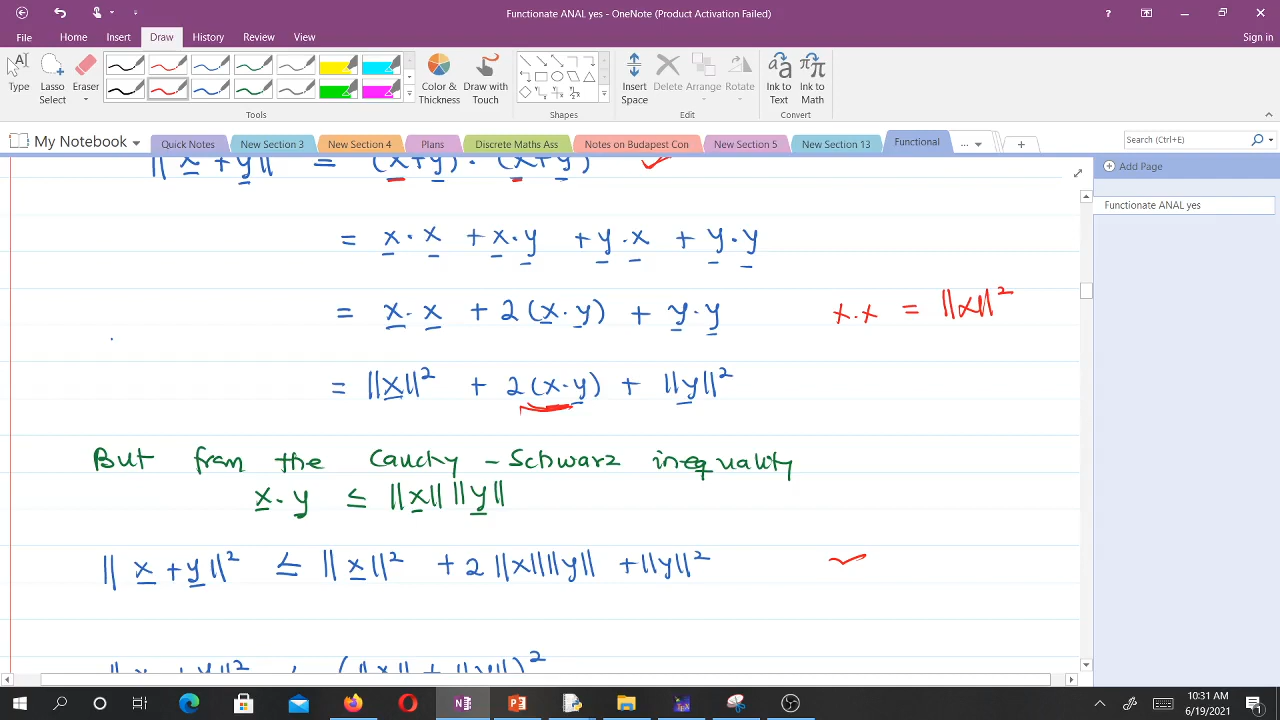 Functionate ANAL yes - OneNote (Product Activation Failed)
File Home Insert Draw History Review View
Type Lasso Select Eraser Color & Thickness Draw with Touch Insert Space Delete Arrange Rotate Ink to Text Ink to Math
Tools Shapes Edit Convert
My Notebook Quick Notes New Section 3 New Section 4 Plans Discrete Maths Ass Notes on Budapest Con New Section 5 New Section 13 Functional ... Search (Ctrl+E)
Add Page
Functionate ANAL yes
||x + y|| = (x+y) · (x+y)
= x · x + x · y + y · x + y · y
= x · x + 2(x · y) + y · y
x.x = ||x||²
= ||x||² + 2(x·y) + ||y||²
But from the Cauchy - Schwarz inequality
x · y ≤ ||x|| ||y||
||x + y||² ≤ ||x||² + 2||x||||y|| + ||y||²
||x + y||² ≤ (||x|| + ||y||)²
10:31 AM
6/19/2021